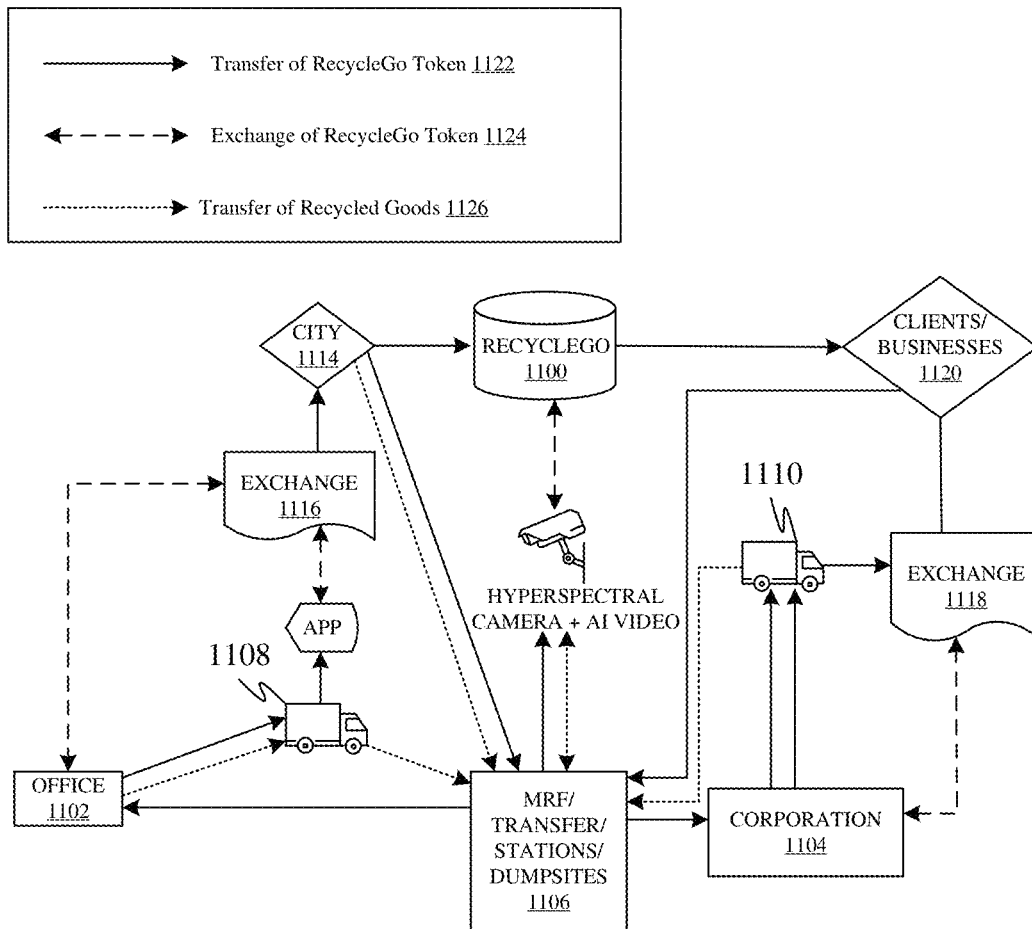 Transfer of RecycleGo Token 1122
Exchange of RecycleGo Token 1124
Transfer of Recycled Goods 1126
CITY
1114
RECYCLEGO
1100
CLIENTS/
BUSINESSES
1120
EXCHANGE
1116
1110
EXCHANGE
1118
HYPERSPECTRAL
CAMERA + AI VIDEO
APP
1108
OFFICE
1102
MRF/
TRANSFER/
STATIONS/
DUMPSITES
1106
CORPORATION
1104